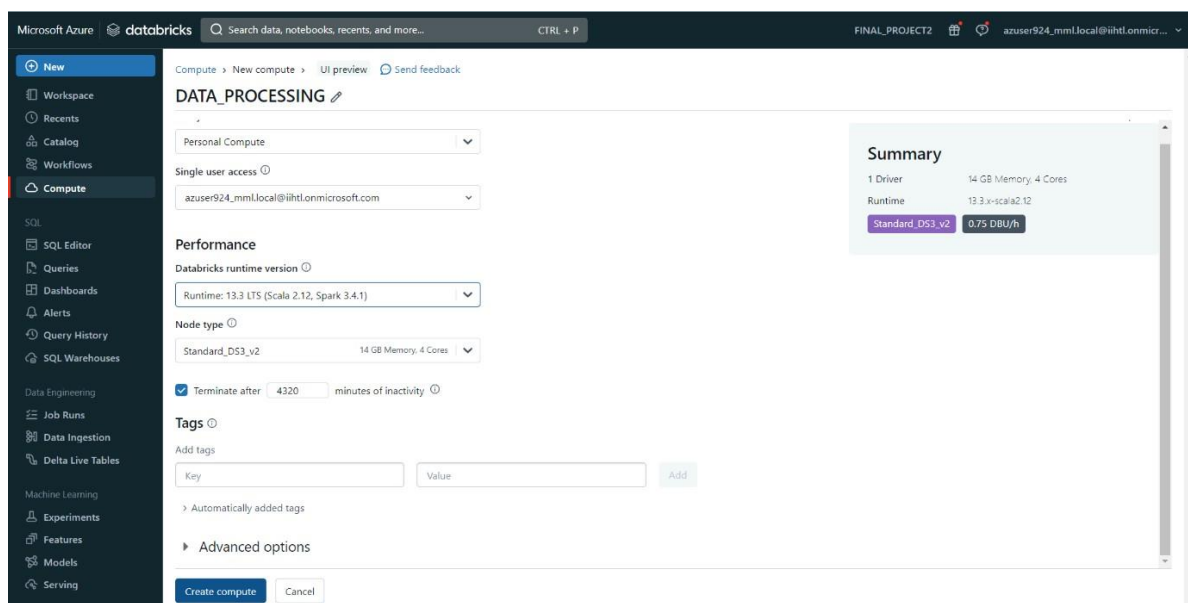 Microsoft Azure databricks Search data, notebooks, recents, and more... CTRL + P FINAL_PROJECT2 azuser924_mml.local@iihtl.onmicr...
New
Workspace
Recents
Catalog
Workflows
Compute
SQL
SQL Editor
Queries
Dashboards
Alerts
Query History
SQL Warehouses
Data Engineering
Job Runs
Data Ingestion
Delta Live Tables
Machine Learning
Experiments
Features
Models
Serving
Compute > New compute > UI preview Send feedback
DATA_PROCESSING
Personal Compute
Single user access
azuser924_mml.local@iihtl.onmicrosoft.com
Performance
Databricks runtime version
Runtime: 13.3 LTS (Scala 2.12, Spark 3.4.1)
Node type
Standard_DS3_v2 14 GB Memory, 4 Cores
Terminate after 4320 minutes of inactivity
Tags
Add tags
Key Value Add
> Automatically added tags
Advanced options
Create compute Cancel
Summary
1 Driver 14 GB Memory, 4 Cores
Runtime 13.3.x-scala2.12
Standard_DS3_v2 0.75 DBU/h